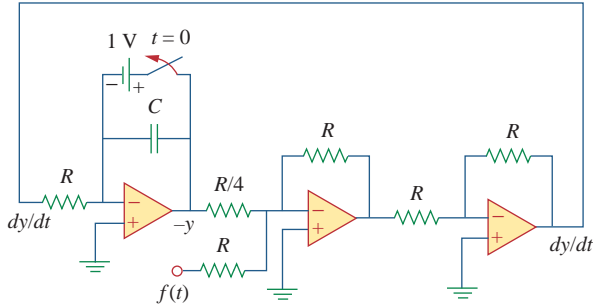 1 V
t = 0
− +
C
R
R
R
R
R/4
− + − + − +
dy/dt
−y
R
dy/dt
f(t)